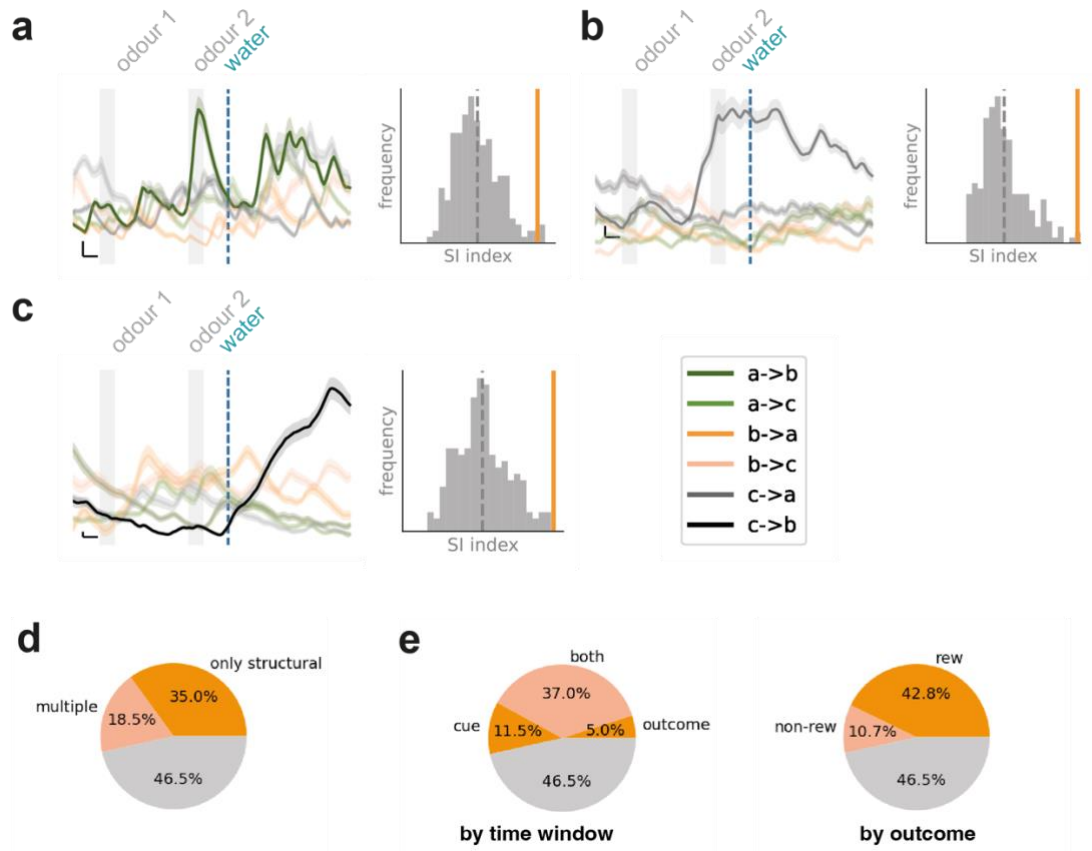 a
odour 1
odour 2
water
frequency
SI index
b
odour 1
odour 2
water
frequency
SI index
c
odour 1
odour 2
water
frequency
SI index
a->b
a->c
b->a
b->c
c->a
c->b
d
only structural
35.0%
multiple
18.5%
46.5%
e
both
37.0%
cue
11.5%
5.0%
outcome
46.5%
by time window
rew
42.8%
non-rew
10.7%
46.5%
by outcome